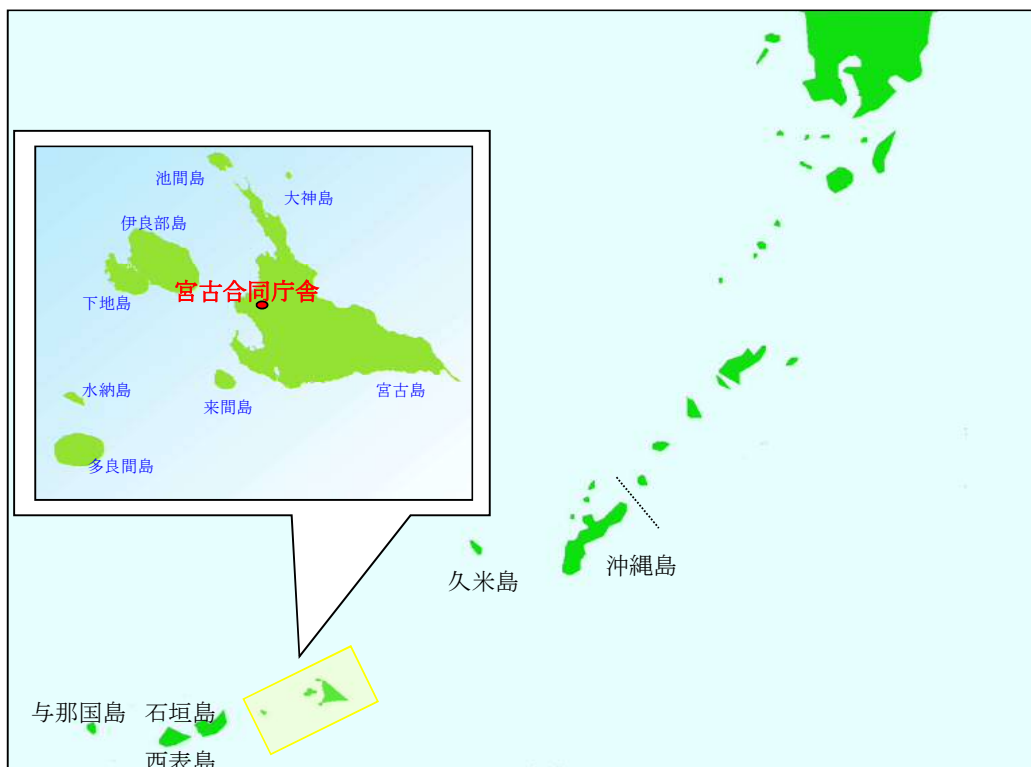 池間島
大神島
伊良部島
宮古合同庁舎
下地島
水納島
来間島
宮古島
多良間島
沖縄島
久米島
与那国島
石垣島
西表島